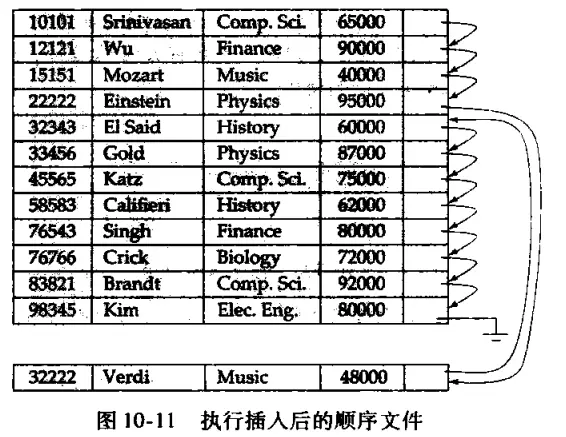 10101 Srinivasan Comp. Sci. 65000
12121 Wu Finance 90000
15151 Mozart Music 40000
22222 Einstein Physics 95000
32343 El Said History 60000
33456 Gold Physics 87000
45565 Katz Comp. Sci. 75000
58583 Califieri History 62000
76543 Singh Finance 80000
76766 Crick Biology 72000
83821 Brandt Comp. Sci. 92000
98345 Kim Elec. Eng. 80000
32222 Verdi Music 48000
图 10-11 执行插入后的顺序文件